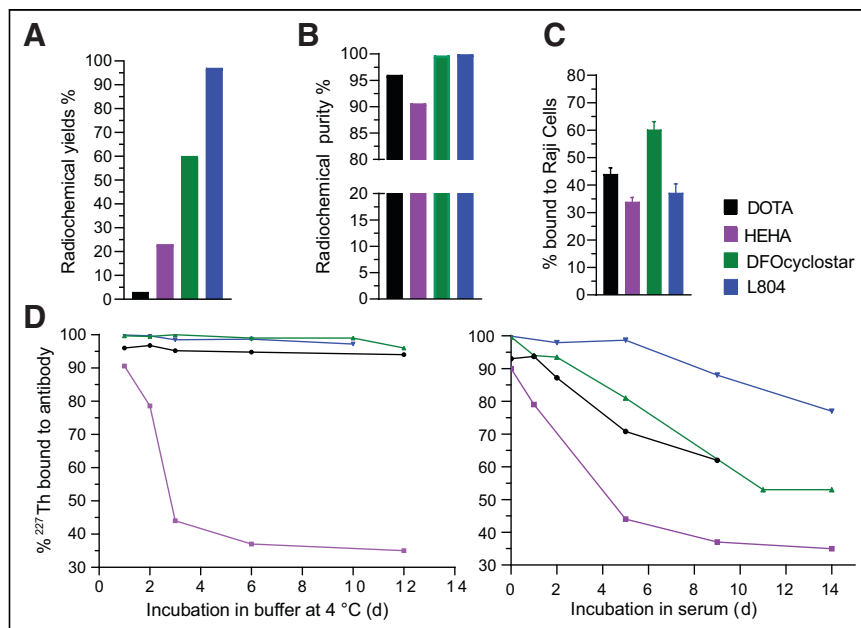 A
Radiochemical yields %
100
90
80
70
60
50
40
30
20
10
0
B
Radiochemical purity %
100
95
90
85
80
20
15
10
5
0
C
% bound to Raji Cells
80
70
60
50
40
30
20
10
0
DOTA
HEHA
DFOcyclostar
L804
D
% ²²⁷Th bound to antibody
100
90
80
70
60
50
40
30
0 2 4 6 8 10 12 14
Incubation in buffer at 4 °C (d)
100
90
80
70
60
50
40
30
0 2 4 6 8 10 12 14
Incubation in serum (d)